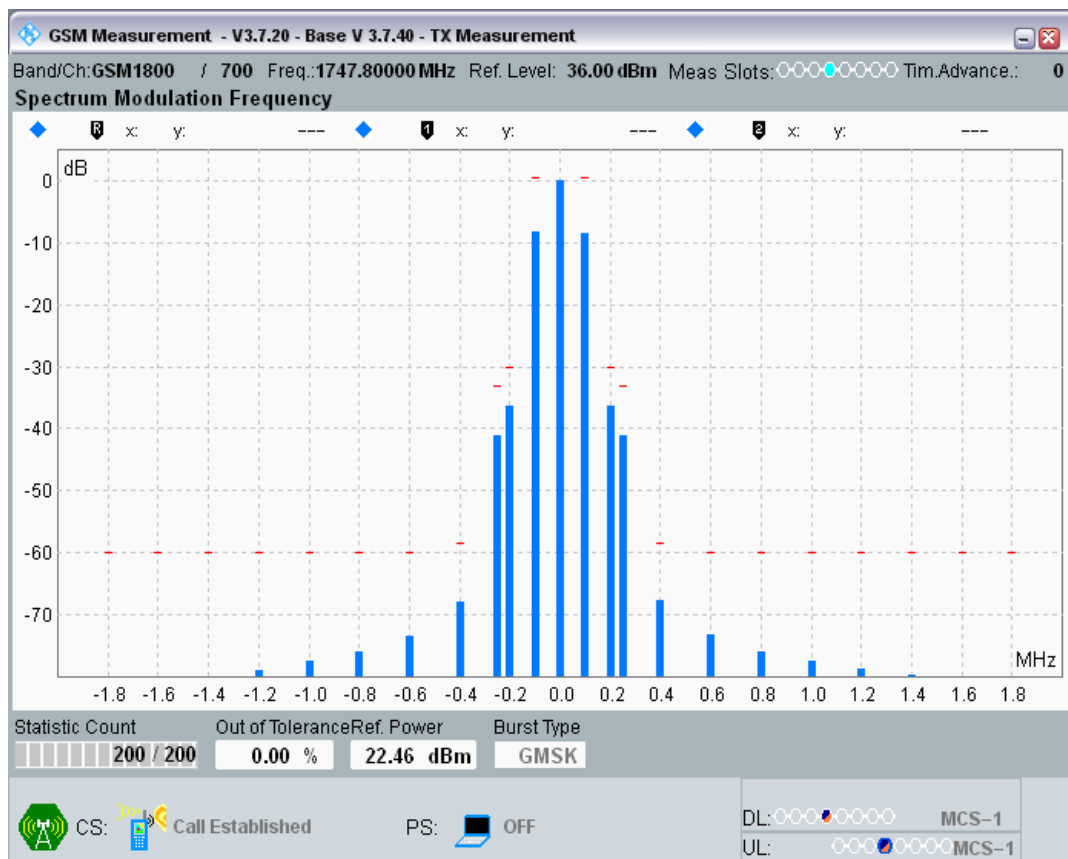 GSM Measurement - V3.7.20 - Base V 3.7.40 - TX Measurement
Band/Ch:GSM1800 / 700 Freq.:1747.80000 MHz Ref. Level: 36.00 dBm Meas Slots: Tim.Advance.: 0
Spectrum Modulation Frequency
R x: y: --- 1 x: y: --- 2 x: y: ---
dB
0
-10
-20
-30
-40
-50
-60
-70
MHz
-1.8 -1.6 -1.4 -1.2 -1.0 -0.8 -0.6 -0.4 -0.2 0.0 0.2 0.4 0.6 0.8 1.0 1.2 1.4 1.6 1.8
Statistic Count Out of Tolerance Ref. Power Burst Type
200 / 200 0.00 % 22.46 dBm GMSK
CS: Call Established PS: OFF
DL: MCS-1
UL: MCS-1